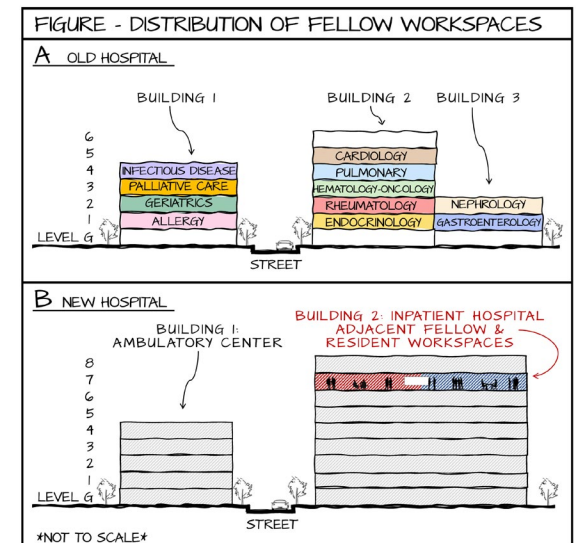 FIGURE - DISTRIBUTION OF FELLOW WORKSPACES
A OLD HOSPITAL
BUILDING 1
BUILDING 2
BUILDING 3
6
5
4
3
2
1
LEVEL G
INFECTIOUS DISEASE
PALLIATIVE CARE
GERIATRICS
ALLERGY
CARDIOLOGY
PULMONARY
HEMATOLOGY-ONCOLOGY
RHEUMATOLOGY
ENDOCRINOLOGY
NEPHROLOGY
GASTROENTEROLOGY
STREET
B NEW HOSPITAL
BUILDING 1:
AMBULATORY CENTER
BUILDING 2: INPATIENT HOSPITAL
ADJACENT FELLOW &
RESIDENT WORKSPACES
8
7
6
5
4
3
2
1
LEVEL G
STREET
*NOT TO SCALE*